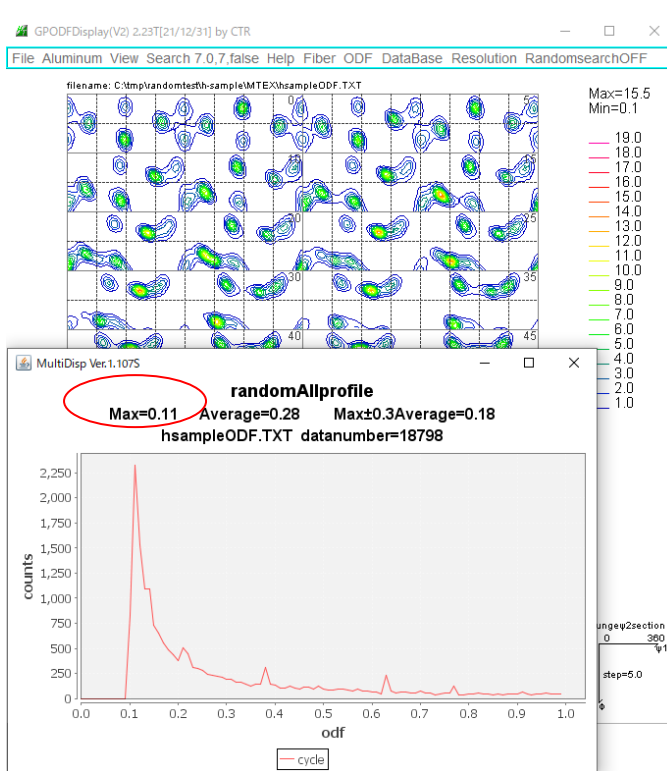 GPODFDisplay(V2) 2.23T[21/12/31] by CTR
File Aluminum View Search 7.0,7,false Help Fiber ODF DataBase Resolution RandomsearchOFF
filename: C:\tmp\randomtest\h-sample\MTEX\hsampleODF.TXT
Max=15.5
Min=0.1
0
5
19.0
18.0
17.0
16.0
15.0
14.0
13.0
12.0
11.0
10.0
9.0
8.0
7.0
6.0
5.0
4.0
3.0
2.0
1.0
20
25
30
35
40
45
MultiDisp Ver.1.107S
randomAllprofile
Max=0.11 Average=0.28 Max±0.3Average=0.18
hsampleODF.TXT datanumber=18798
counts
2,250
2,000
1,750
1,500
1,250
1,000
750
500
250
0
0.0 0.1 0.2 0.3 0.4 0.5 0.6 0.7 0.8 0.9 1.0
odf
cycle
ungeψ2section
0 360
ψ1
step=5.0
Φ